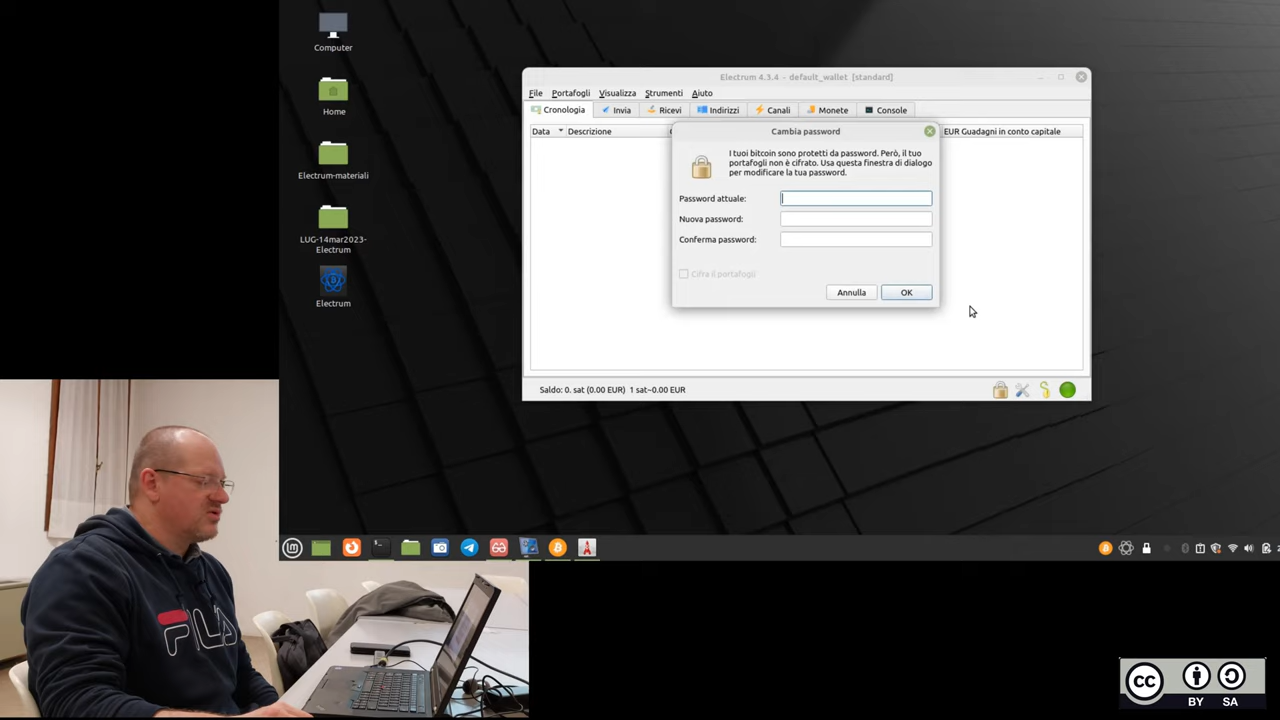 Computer
Home
Electrum-materiali
LUG-14mar2023-
Electrum
Electrum
Electrum 4.3.4 - default_wallet [standard]
File Portafogli Visualizza Strumenti Aiuto
Cronologia Invia Ricevi Indirizzi Canali Monete Console
Data Descrizione
EUR Guadagni in conto capitale
Cambia password
I tuoi bitcoin sono protetti da password. Però, il tuo
portafogli non è cifrato. Usa questa finestra di dialogo
per modificare la tua password.
Password attuale:
Nuova password:
Conferma password:
Cifra il portafogli
Annulla OK
Saldo: 0. sat (0.00 EUR) 1 sat~0.00 EUR
FILA
CC
BY SA